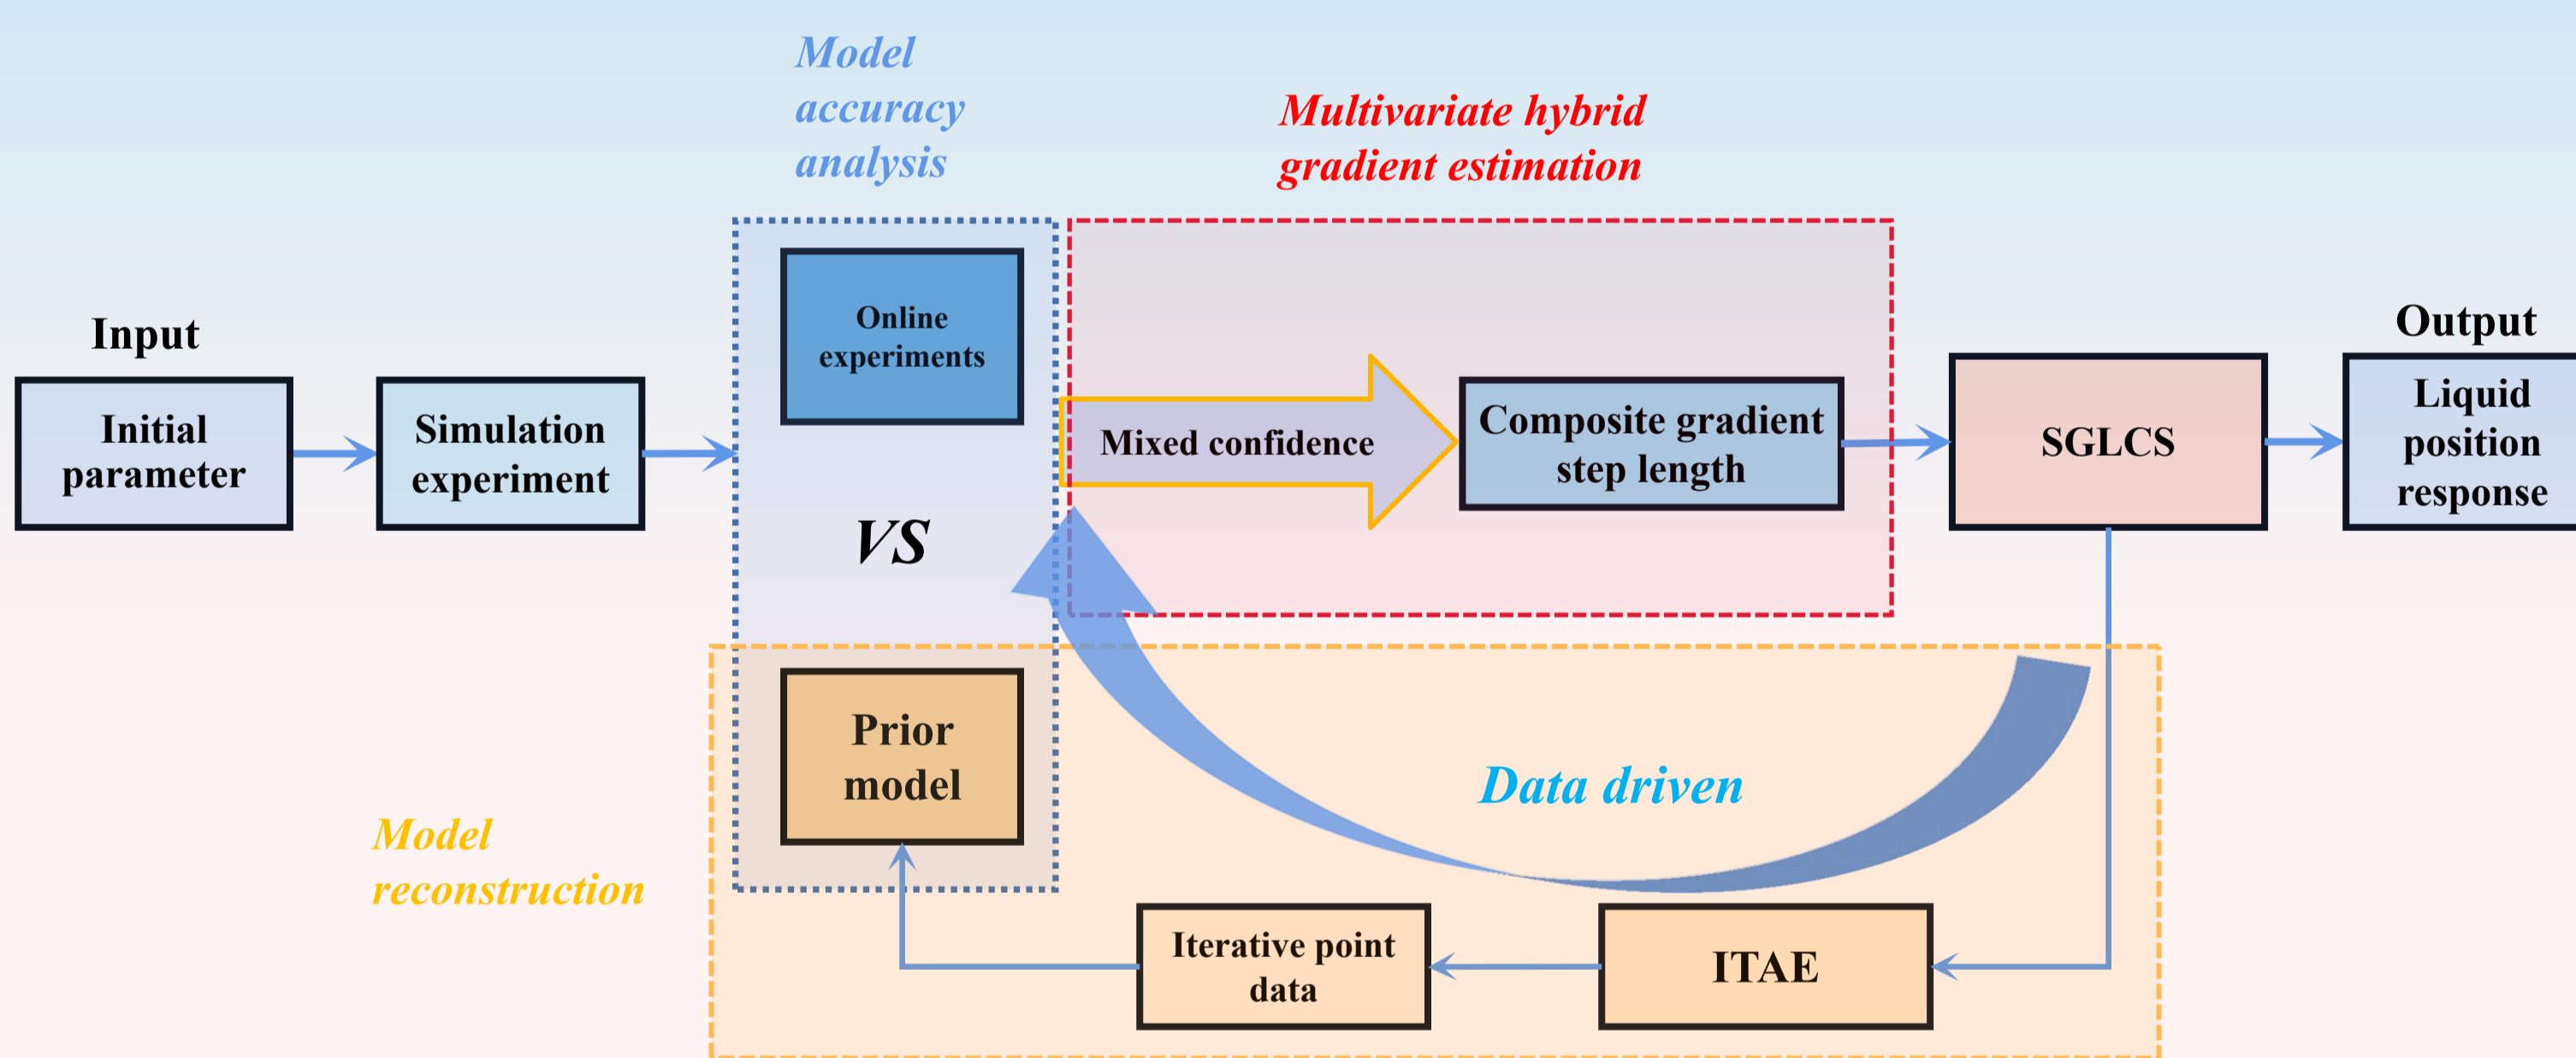 Model
accuracy
analysis
Multivariate hybrid
gradient estimation
Input
Initial
parameter
Simulation
experiment
Online
experiments
VS
Mixed confidence
Composite gradient
step length
SGLCS
Output
Liquid
position
response
Prior
model
Data driven
Model
reconstruction
Iterative point
data
ITAE